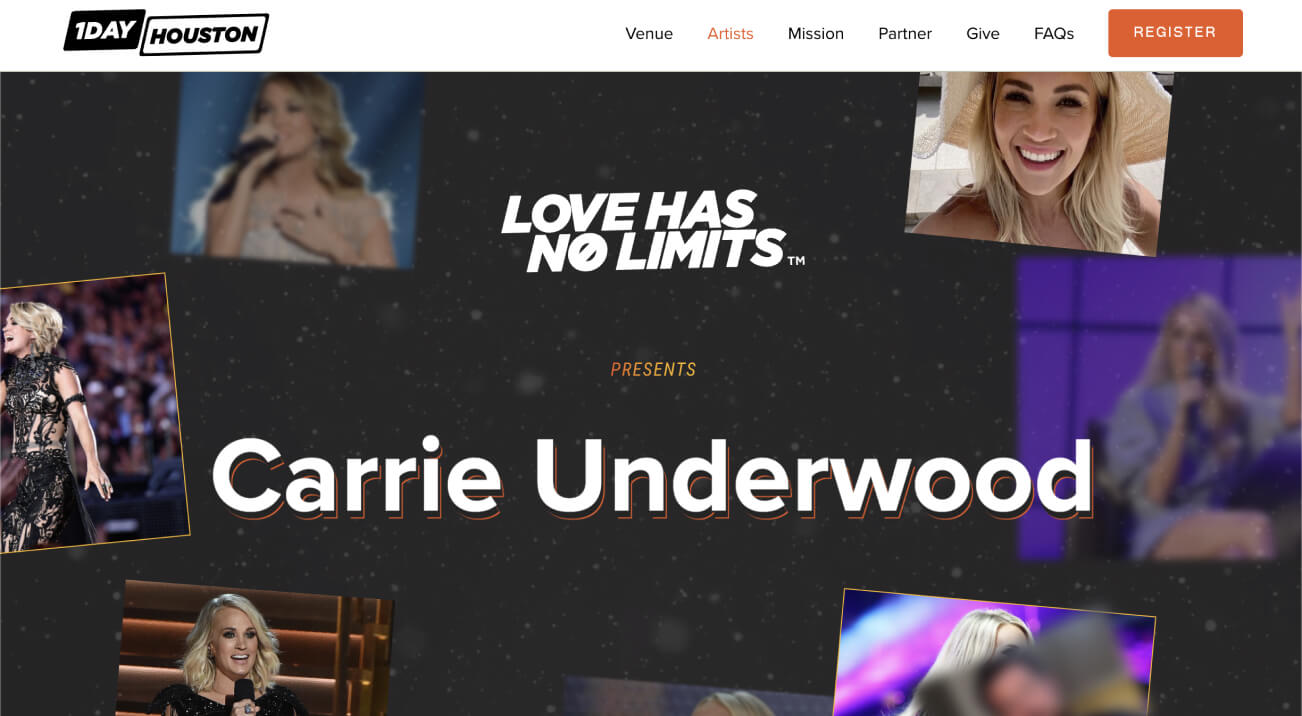 1DAY HOUSTON
Venue Artists Mission Partner Give FAQs REGISTER
LOVE HAS
NO LIMITS™
PRESENTS
Carrie Underwood